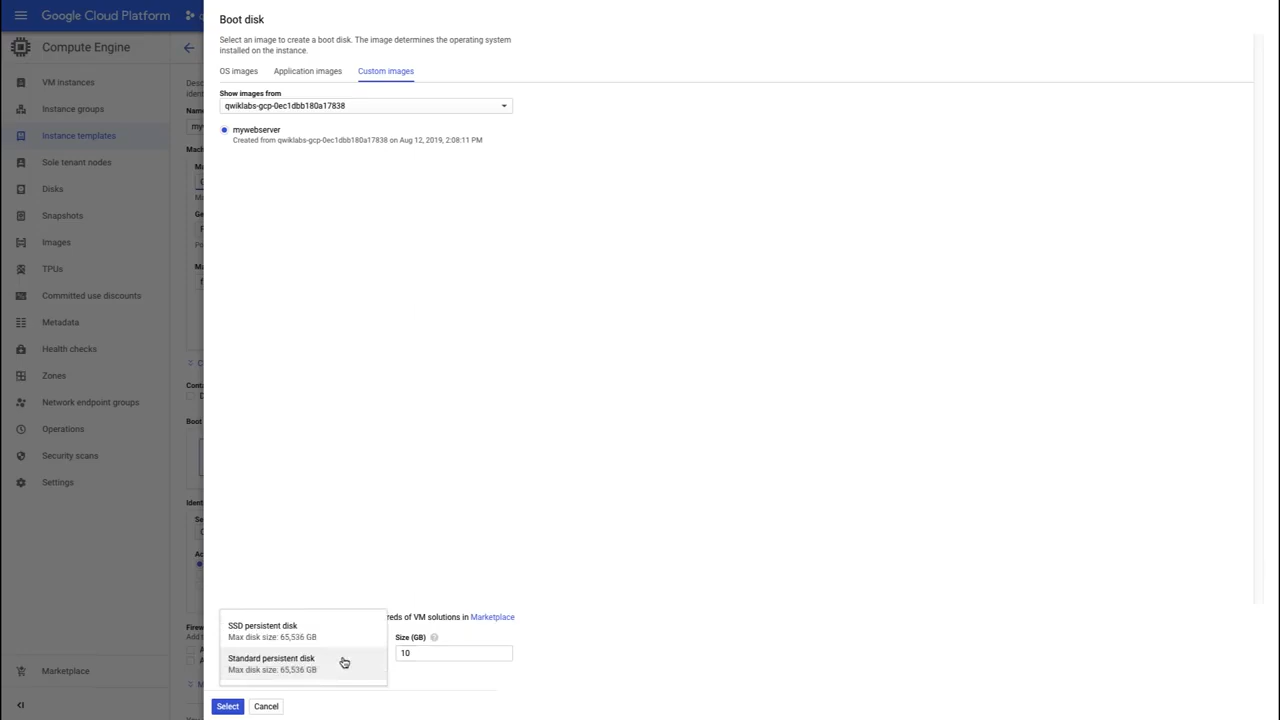 Google Cloud Platform
Compute Engine
VM instances
Instance groups
Instance templates
Sole tenant nodes
Disks
Snapshots
Images
TPUs
Committed use discounts
Metadata
Health checks
Zones
Network endpoint groups
Operations
Security scans
Settings
Marketplace
Boot disk
Select an image to create a boot disk. The image determines the operating system
installed on the instance.
OS images Application images Custom images
Show images from
qwiklabs-gcp-0ec1dbb180a17838
mywebserver
Created from qwiklabs-gcp-0ec1dbb180a17838 on Aug 12, 2019, 2:08:11 PM
of VM solutions in Marketplace
SSD persistent disk
Max disk size: 65,536 GB
Standard persistent disk
Max disk size: 65,536 GB
Size (GB)
10
Select Cancel